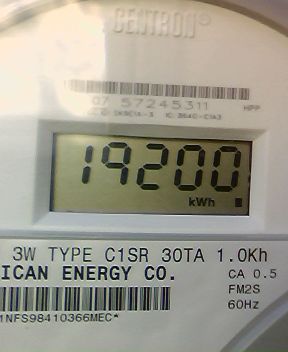 CENTRON®
07 57245311 HPP
19200
kWh
3W TYPE C1SR 30TA 1.0Kh
ICAN ENERGY CO.
CA 0.5
FM2S
60Hz
1NFS98410366MEC*